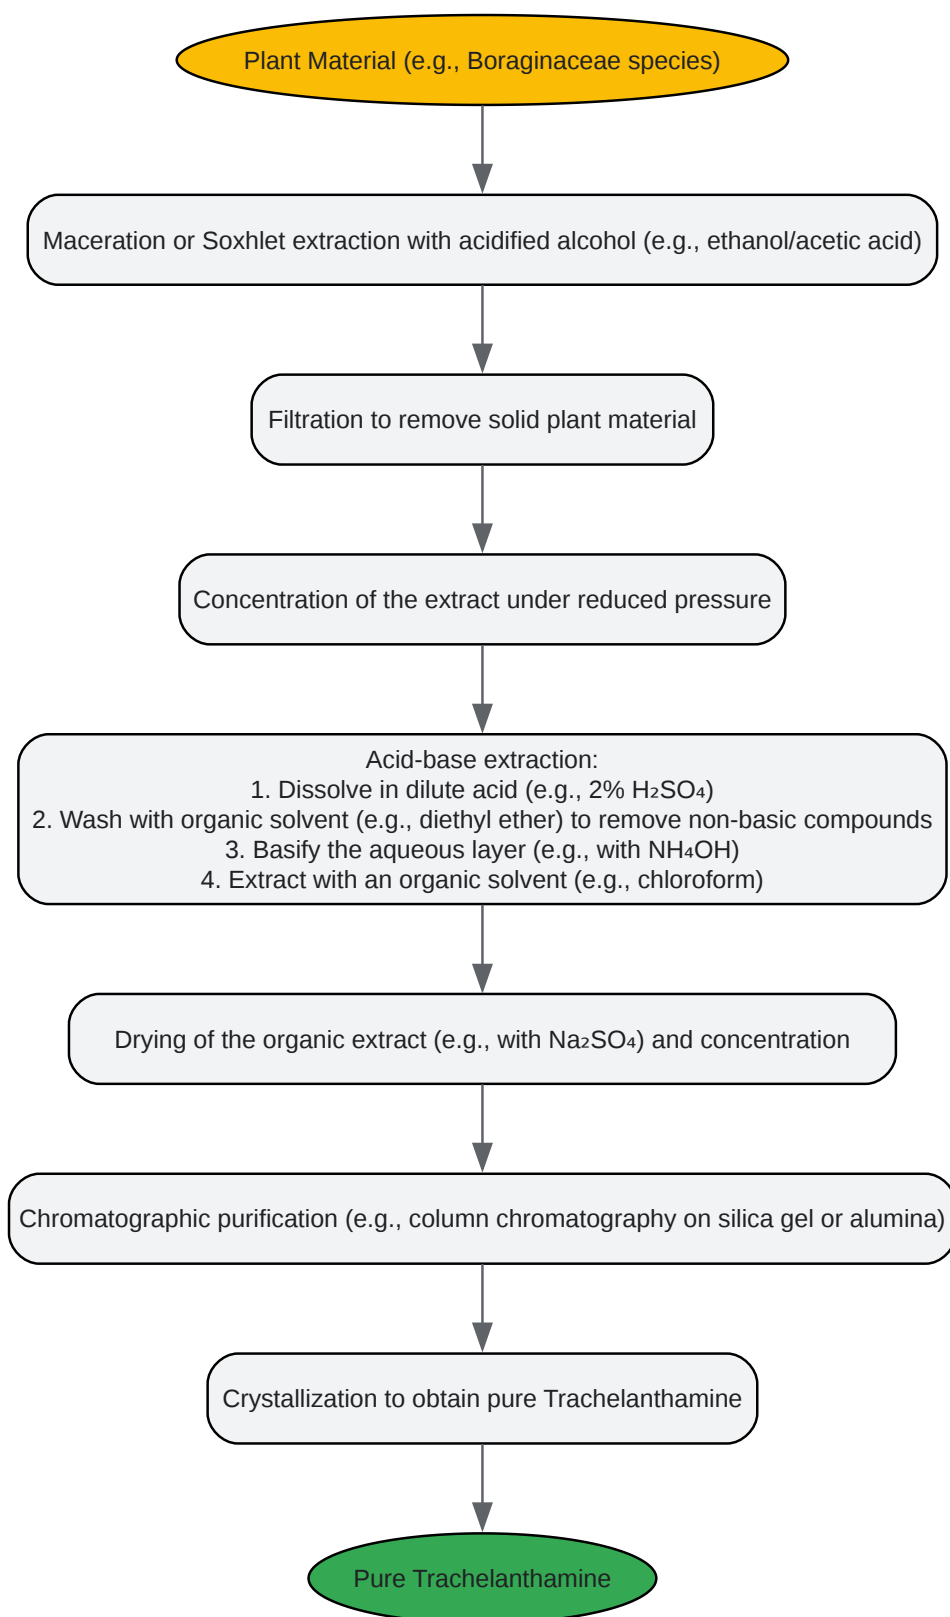 Plant Material (e.g., Boraginaceae species)
Maceration or Soxhlet extraction with acidified alcohol (e.g., ethanol/acetic acid)
Filtration to remove solid plant material
Concentration of the extract under reduced pressure
Acid-base extraction:
1. Dissolve in dilute acid (e.g., 2% H₂SO₄)
2. Wash with organic solvent (e.g., diethyl ether) to remove non-basic compounds
3. Basify the aqueous layer (e.g., with NH₄OH)
4. Extract with an organic solvent (e.g., chloroform)
Drying of the organic extract (e.g., with Na₂SO₄) and concentration
Chromatographic purification (e.g., column chromatography on silica gel or alumina)
Crystallization to obtain pure Trachelanthamine
Pure Trachelanthamine